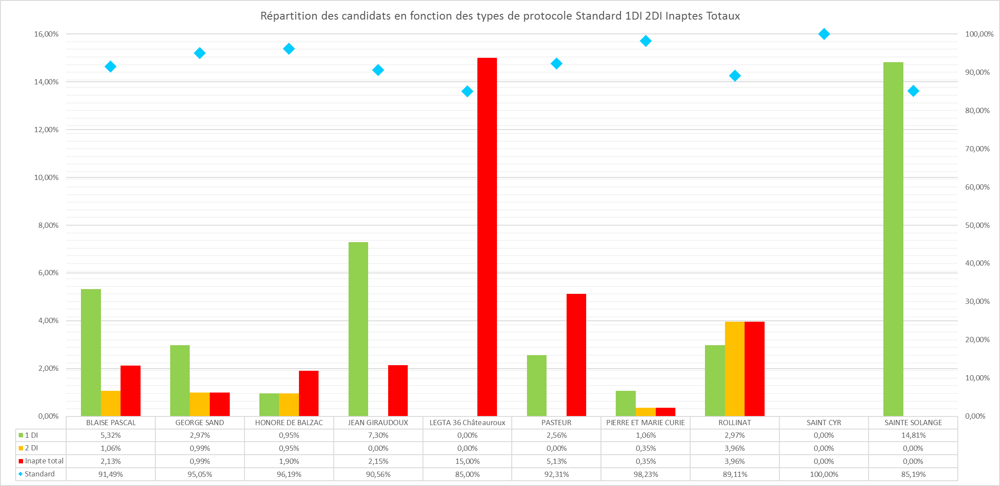 Répartition des candidats en fonction des types de protocole Standard 1DI 2DI Inaptes Totaux
16,00% 100,00%
90,00%
14,00%
80,00%
12,00%
70,00%
10,00%
60,00%
8,00% 50,00%
40,00%
6,00%
30,00%
4,00%
20,00%
2,00%
10,00%
0,00% 0,00%
BLAISE PASCAL GEORGE SAND HONORE DE BALZAC JEAN GIRAUDOUX LEGTA 36 Châteauroux PASTEUR PIERRE ET MARIE CURIE ROLLINAT SAINT CYR SAINTE SOLANGE
1 DI 5,32% 2,97% 0,95% 7,30% 0,00% 2,56% 1,06% 2,97% 0,00% 14,81%
2 DI 1,06% 0,99% 0,95% 0,00% 0,00% 0,00% 0,35% 3,96% 0,00% 0,00%
Inapte total 2,13% 0,99% 1,90% 2,15% 15,00% 5,13% 0,35% 3,96% 0,00% 0,00%
Standard 91,49% 95,05% 96,19% 90,56% 85,00% 92,31% 98,23% 89,11% 100,00% 85,19%